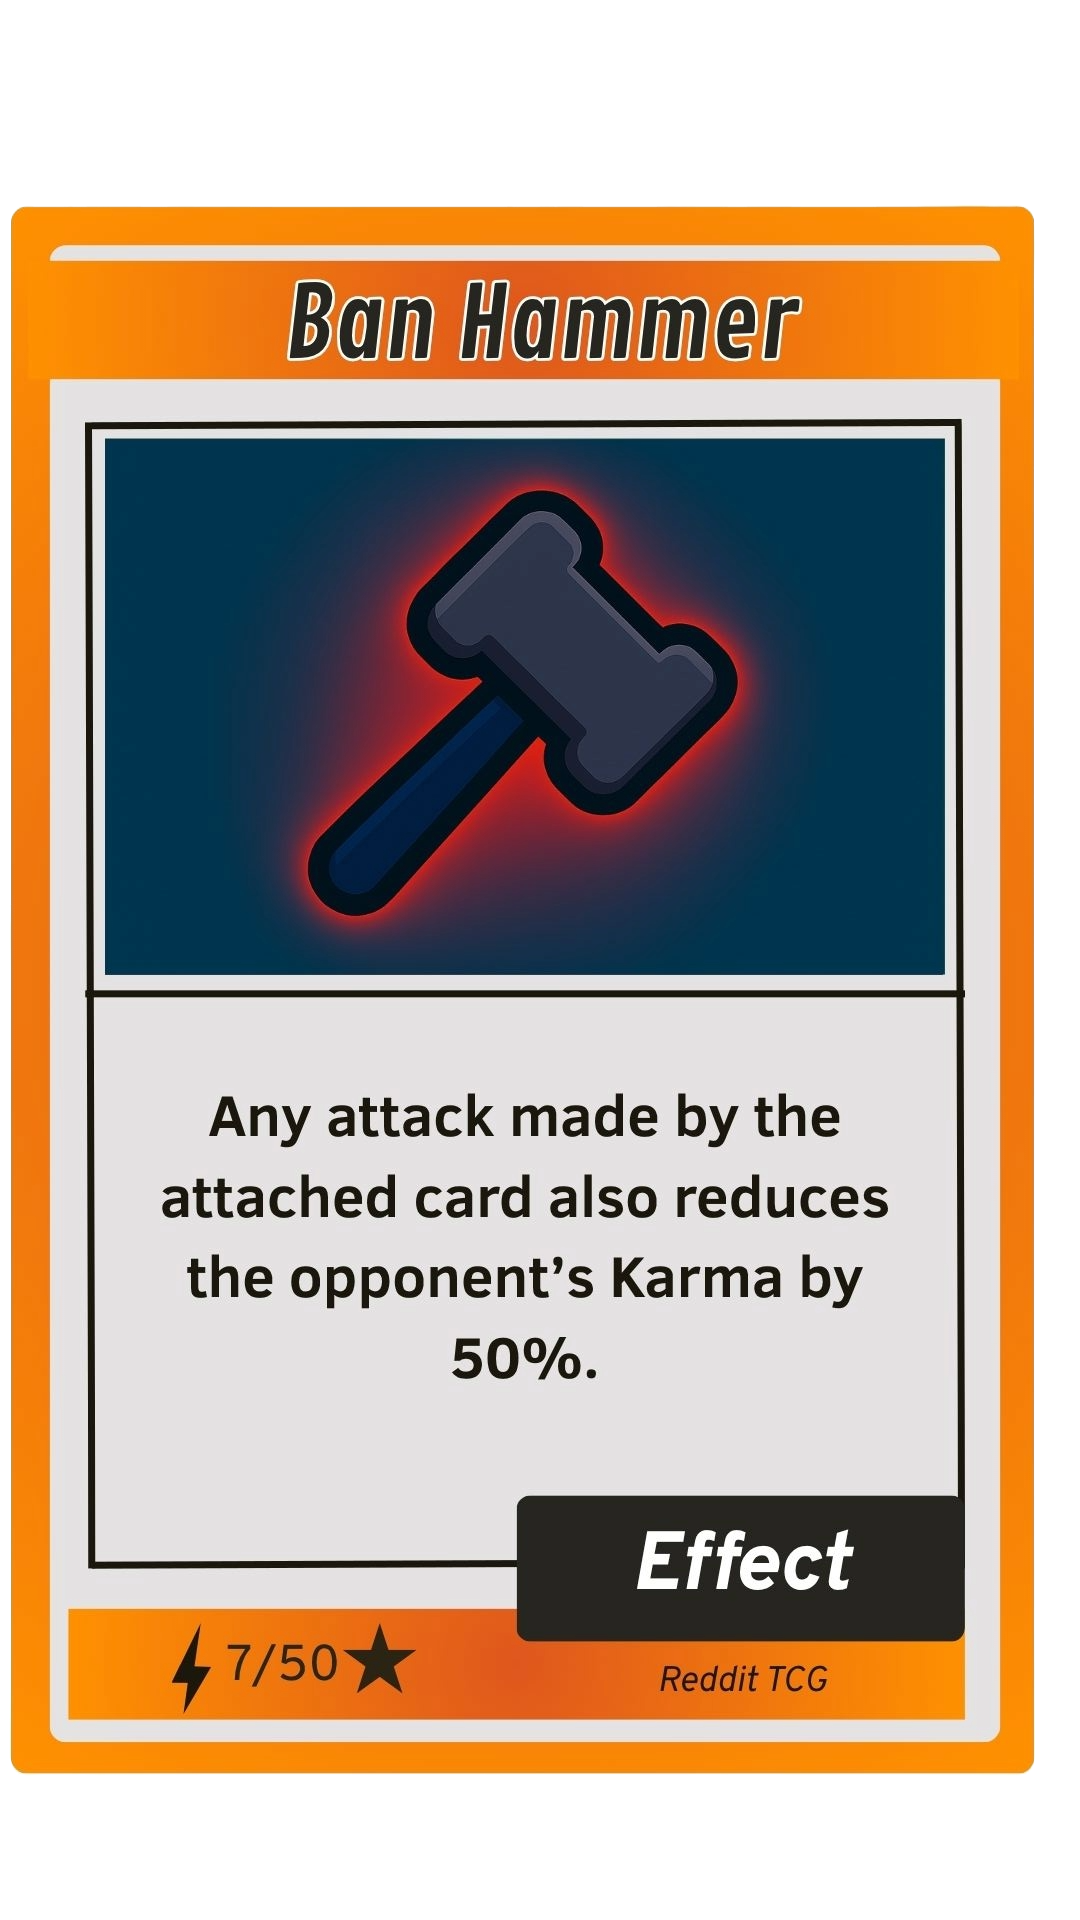 Ban Hammer
Any attack made by the
attached card also reduces
the opponent’s Karma by
50%.
Effect
7/50
Reddit TCG